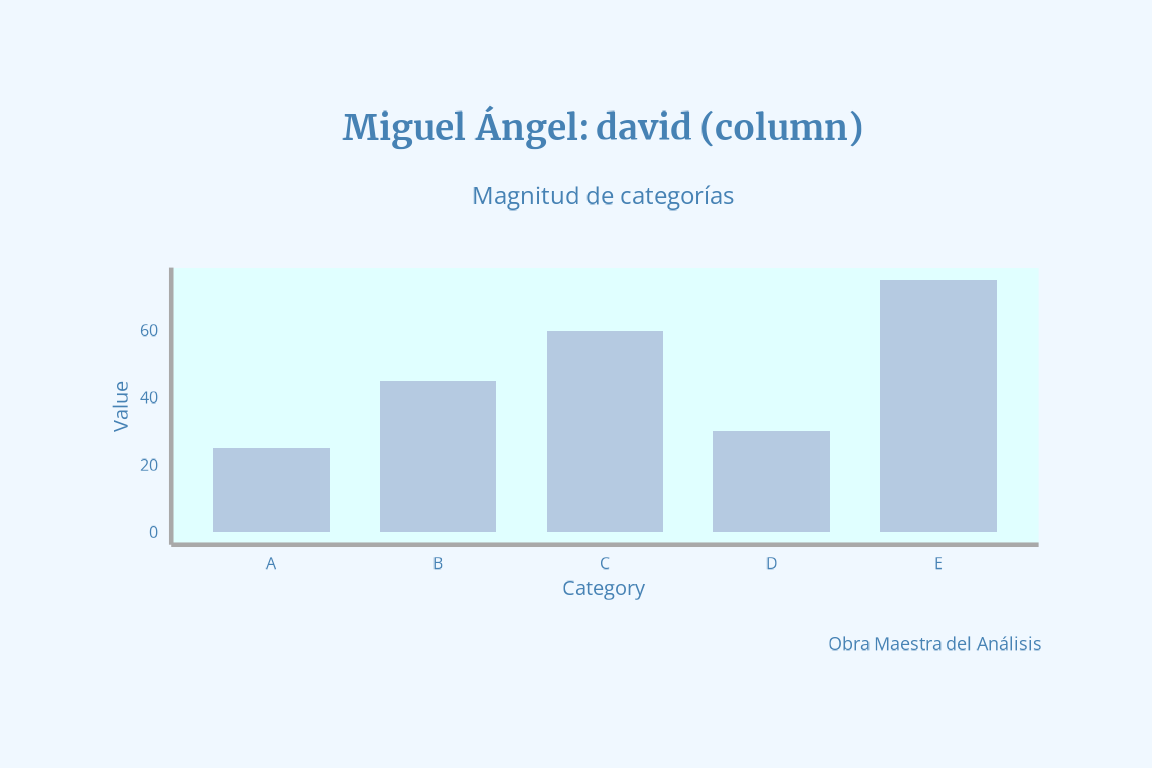 Miguel Ángel: david (column)
Magnitud de categorías
60
40
20
0
Value
A B C D E
Category
Obra Maestra del Análisis